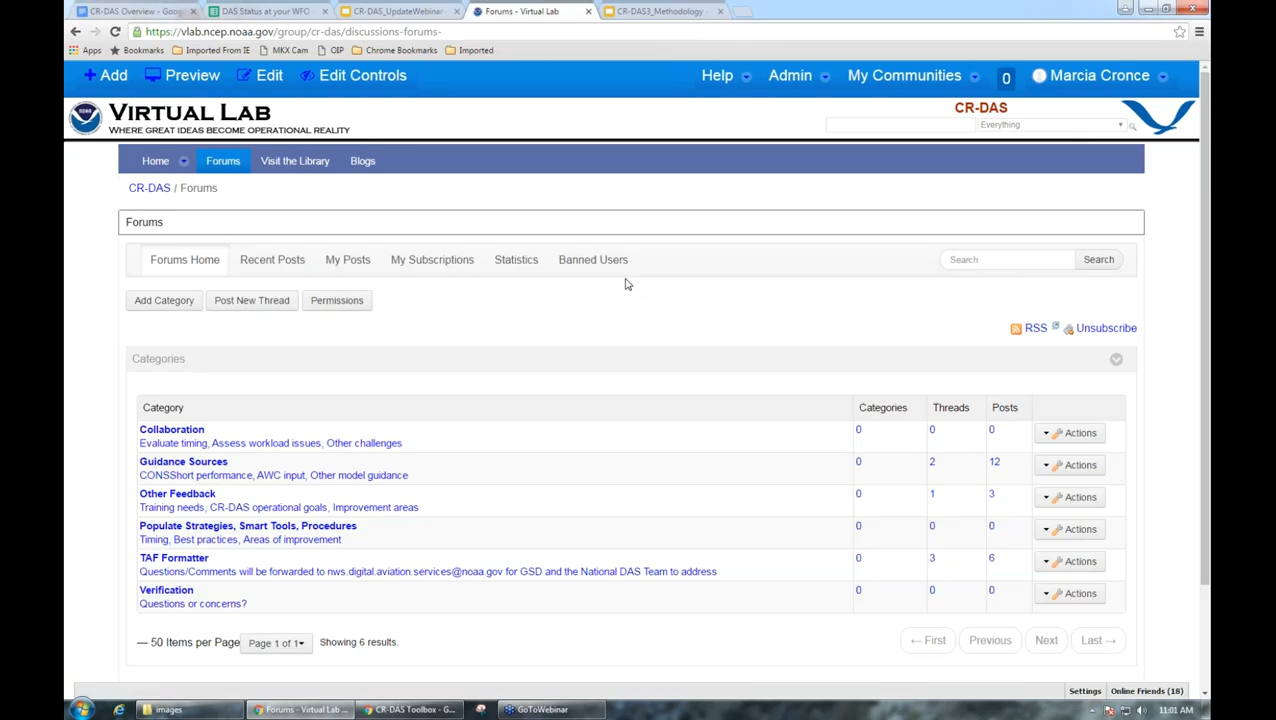 CR-DAS Overview - Goog
DAS Status at your WFO
CR-DAS_UpdateWebinar
Forums - Virtual Lab
CR-DAS3_Methodology
https://vlab.ncep.noaa.gov/group/cr-das/discussions-forums-
Apps Bookmarks Imported From IE MKX Cam OIP Chrome Bookmarks Imported
Add Preview Edit Edit Controls Help Admin My Communities 0 Marcia Cronce
VIRTUAL LAB
WHERE GREAT IDEAS BECOME OPERATIONAL REALITY
CR-DAS
Everything
Home Forums Visit the Library Blogs
CR-DAS / Forums
Forums
Forums Home Recent Posts My Posts My Subscriptions Statistics Banned Users Search Search
Add Category Post New Thread Permissions
RSS Unsubscribe
Categories
Category Categories Threads Posts
Collaboration 0 0 0 Actions
Evaluate timing, Assess workload issues, Other challenges
Guidance Sources 0 2 12 Actions
CONSShort performance, AWC input, Other model guidance
Other Feedback 0 1 3 Actions
Training needs, CR-DAS operational goals, Improvement areas
Populate Strategies, Smart Tools, Procedures 0 0 0 Actions
Timing, Best practices, Areas of improvement
TAF Formatter 0 3 6 Actions
Questions/Comments will be forwarded to nws.digital.aviation.services@noaa.gov for GSD and the National DAS Team to address
Verification 0 0 0 Actions
Questions or concerns?
— 50 Items per Page Page 1 of 1 Showing 6 results. ← First Previous Next Last →
Settings Online Friends (18)
images Forums - Virtual Lab ... CR-DAS Toolbox - G... GoToWebinar 11:01 AM